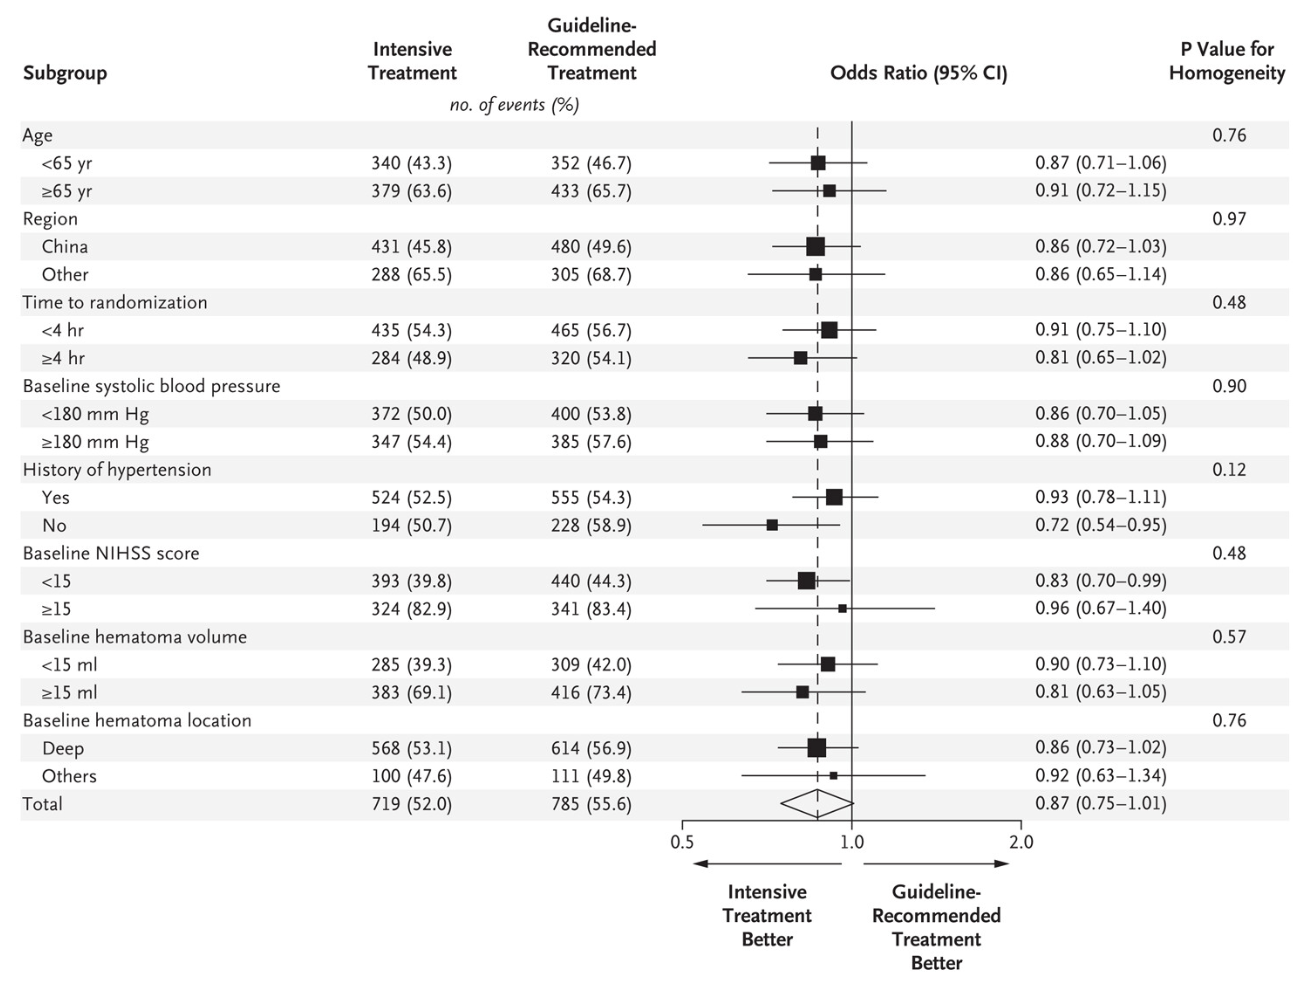 Subgroup
Intensive
Treatment
Guideline-
Recommended
Treatment
Odds Ratio (95% CI)
P Value for
Homogeneity
no. of events (%)
Age 0.76
<65 yr 340 (43.3) 352 (46.7) 0.87 (0.71–1.06)
≥65 yr 379 (63.6) 433 (65.7) 0.91 (0.72–1.15)
Region 0.97
China 431 (45.8) 480 (49.6) 0.86 (0.72–1.03)
Other 288 (65.5) 305 (68.7) 0.86 (0.65–1.14)
Time to randomization 0.48
<4 hr 435 (54.3) 465 (56.7) 0.91 (0.75–1.10)
≥4 hr 284 (48.9) 320 (54.1) 0.81 (0.65–1.02)
Baseline systolic blood pressure 0.90
<180 mm Hg 372 (50.0) 400 (53.8) 0.86 (0.70–1.05)
≥180 mm Hg 347 (54.4) 385 (57.6) 0.88 (0.70–1.09)
History of hypertension 0.12
Yes 524 (52.5) 555 (54.3) 0.93 (0.78–1.11)
No 194 (50.7) 228 (58.9) 0.72 (0.54–0.95)
Baseline NIHSS score 0.48
<15 393 (39.8) 440 (44.3) 0.83 (0.70–0.99)
≥15 324 (82.9) 341 (83.4) 0.96 (0.67–1.40)
Baseline hematoma volume 0.57
<15 ml 285 (39.3) 309 (42.0) 0.90 (0.73–1.10)
≥15 ml 383 (69.1) 416 (73.4) 0.81 (0.63–1.05)
Baseline hematoma location 0.76
Deep 568 (53.1) 614 (56.9) 0.86 (0.73–1.02)
Others 100 (47.6) 111 (49.8) 0.92 (0.63–1.34)
Total 719 (52.0) 785 (55.6) 0.87 (0.75–1.01)
0.5 1.0 2.0
Intensive
Treatment
Better
Guideline-
Recommended
Treatment
Better